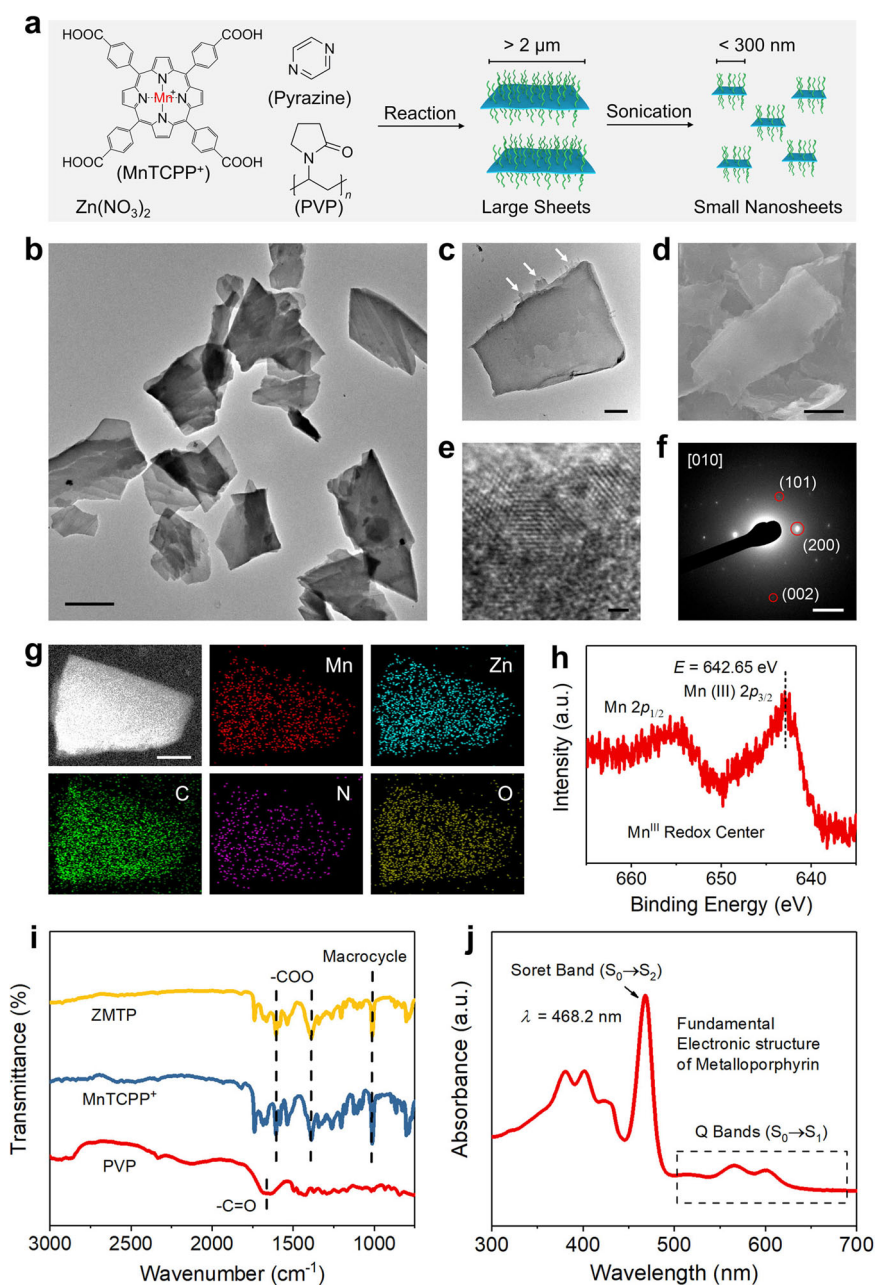 a
HOOC
COOH
Mn+
N
N
N
N
HOOC
COOH
(MnTCPP+)
Zn(NO3)2
N
N
(Pyrazine)
N
O
n
(PVP)
Reaction
> 2 μm
Large Sheets
Sonication
< 300 nm
Small Nanosheets
b
c
d
e
f
[010]
(101)
(200)
(002)
g
Mn
Zn
C
N
O
h
E = 642.65 eV
Mn (III) 2p3/2
Mn 2p1/2
MnIII Redox Center
Intensity (a.u.)
660
650
640
Binding Energy (eV)
i
Macrocycle
-COO
ZMTP
MnTCPP+
PVP
-C=O
Transmittance (%)
3000
2500
2000
1500
1000
Wavenumber (cm-1)
j
Soret Band (S0→S2)
λ = 468.2 nm
Fundamental
Electronic structure
of Metalloporphyrin
Q Bands (S0→S1)
Absorbance (a.u.)
300
400
500
600
700
Wavelength (nm)